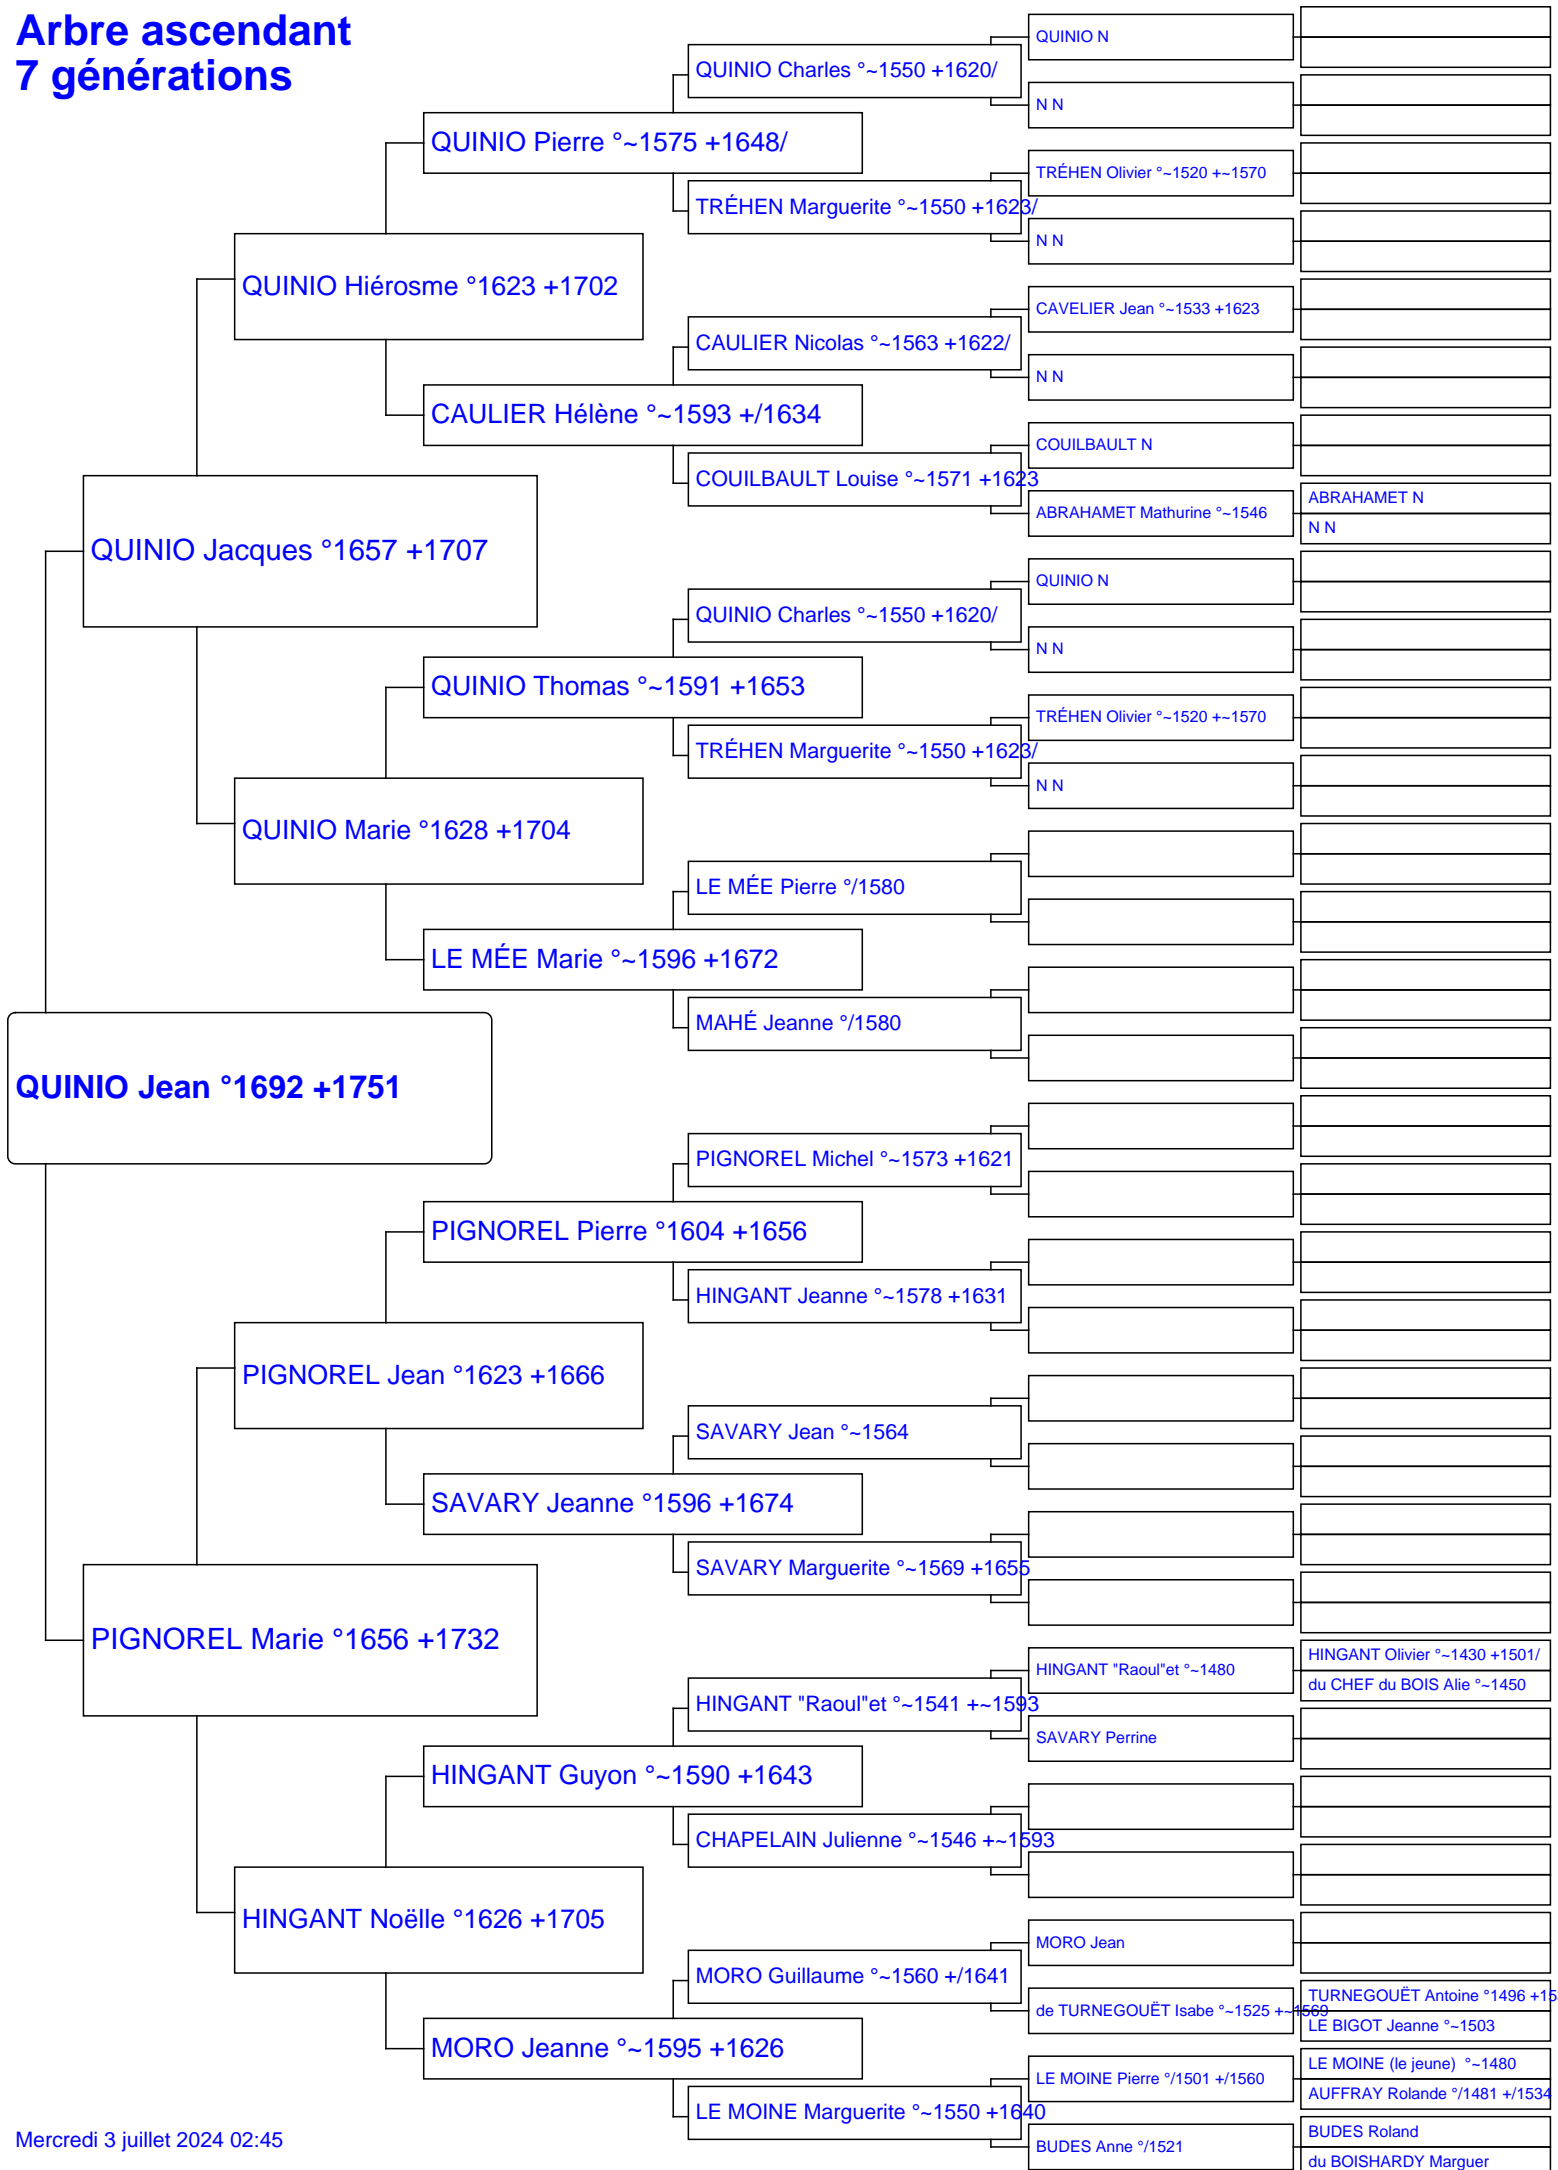 Arbre ascendant
7 générations
QUINIO N
QUINIO Charles °~1550 +1620/
N N
QUINIO Pierre °~1575 +1648/
TRÉHEN Olivier °~1520 +~1570
TRÉHEN Marguerite °~1550 +1623/
N N
QUINIO Hiérosme °1623 +1702
CAVELIER Jean °~1533 +1623
CAULIER Nicolas °~1563 +1622/
N N
CAULIER Hélène °~1593 +/1634
COUILBAULT N
COUILBAULT Louise °~1571 +1623
ABRAHAMET N
ABRAHAMET Mathurine °~1546
N N
QUINIO Jacques °1657 +1707
QUINIO N
QUINIO Charles °~1550 +1620/
N N
QUINIO Thomas °~1591 +1653
TRÉHEN Olivier °~1520 +~1570
TRÉHEN Marguerite °~1550 +1623/
N N
QUINIO Marie °1628 +1704
LE MÉE Pierre °/1580
LE MÉE Marie °~1596 +1672
MAHÉ Jeanne °/1580
QUINIO Jean °1692 +1751
PIGNOREL Michel °~1573 +1621
PIGNOREL Pierre °1604 +1656
HINGANT Jeanne °~1578 +1631
PIGNOREL Jean °1623 +1666
SAVARY Jean °~1564
SAVARY Jeanne °1596 +1674
SAVARY Marguerite °~1569 +1655
PIGNOREL Marie °1656 +1732
HINGANT Olivier °~1430 +1501/
HINGANT "Raoul"et °~1480
du CHEF du BOIS Alie °~1450
HINGANT "Raoul"et °~1541 +~1593
SAVARY Perrine
HINGANT Guyon °~1590 +1643
CHAPELAIN Julienne °~1546 +~1593
HINGANT Noëlle °1626 +1705
MORO Jean
MORO Guillaume °~1560 +/1641
TURNEGOUËT Antoine °1496 +15
de TURNEGOUËT Isabe °~1525 +~1569
LE BIGOT Jeanne °~1503
MORO Jeanne °~1595 +1626
LE MOINE (le jeune) °~1480
LE MOINE Pierre °/1501 +/1560
AUFFRAY Rolande °/1481 +/1534
LE MOINE Marguerite °~1550 +1640
BUDES Roland
BUDES Anne °/1521
du BOISHARDY Marguer
Mercredi 3 juillet 2024 02:45